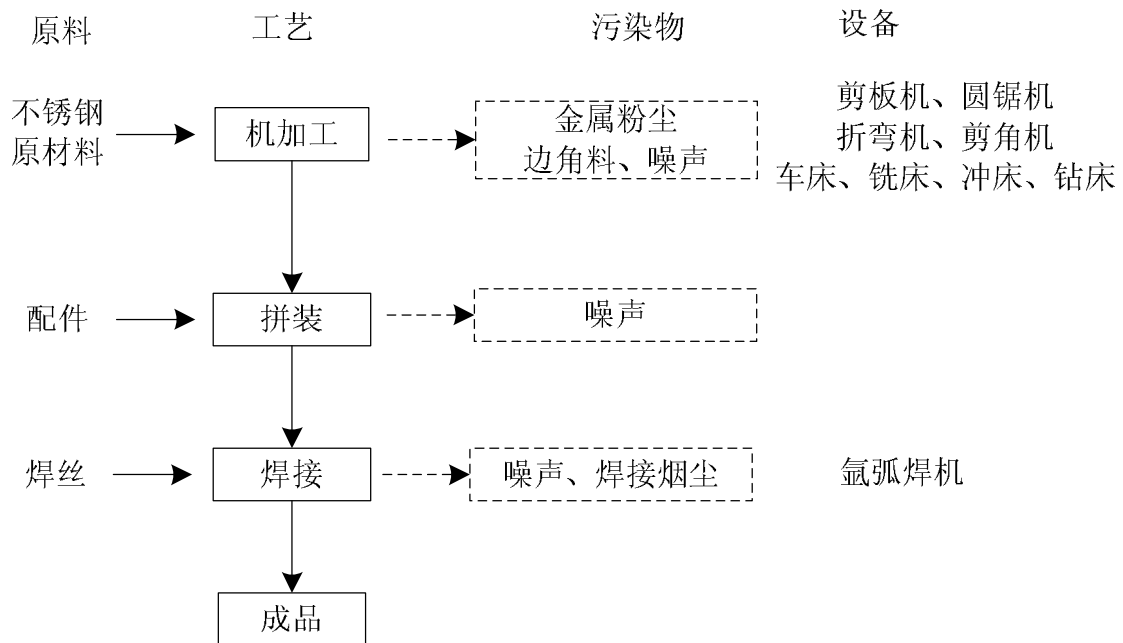 原料 工艺 污染物 设备
不锈钢
原材料
机加工
金属粉尘
边角料、噪声
剪板机、圆锯机
折弯机、剪角机
车床、铣床、冲床、钻床
配件
拼装
噪声
焊丝
焊接
噪声、焊接烟尘
氩弧焊机
成品